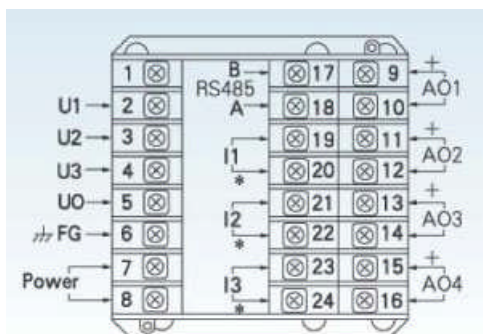 1 B RS485 17 9 + AO1
U1 2 A 18 10
U2 3 I1 19 11 + AO2
U3 4 * 20 12
U0 5 I2 21 13 + AO3
FG 6 * 22 14
Power 7 I3 23 15 + AO4
8 * 24 16